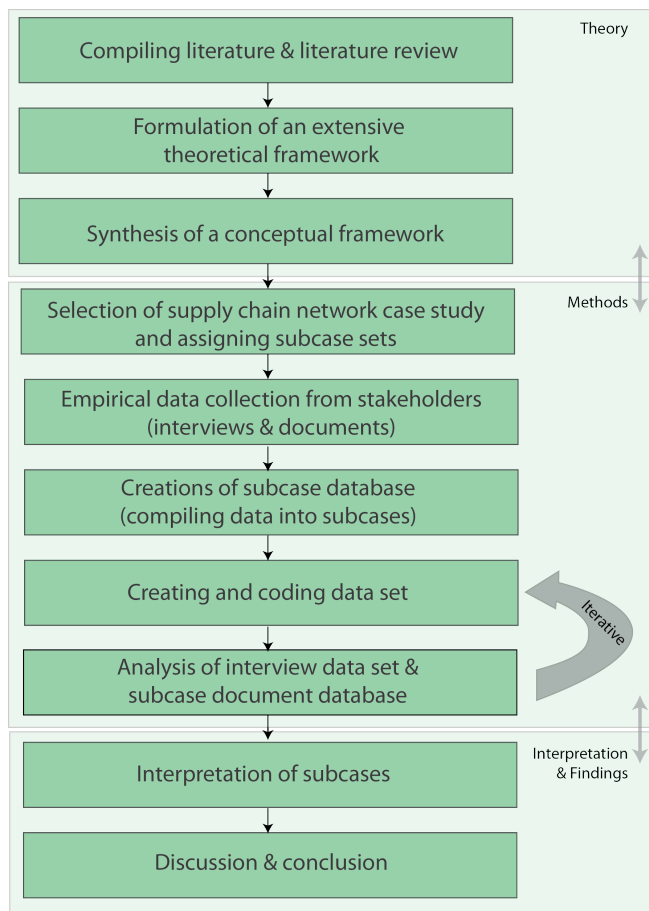 Theory
Compiling literature & literature review
Formulation of an extensive
theoretical framework
Synthesis of a conceptual framework
Methods
Selection of supply chain network case study
and assigning subcase sets
Empirical data collection from stakeholders
(interviews & documents)
Creations of subcase database
(compiling data into subcases)
Creating and coding data set
Iterative
Analysis of interview data set &
subcase document database
Interpretation
& Findings
Interpretation of subcases
Discussion & conclusion